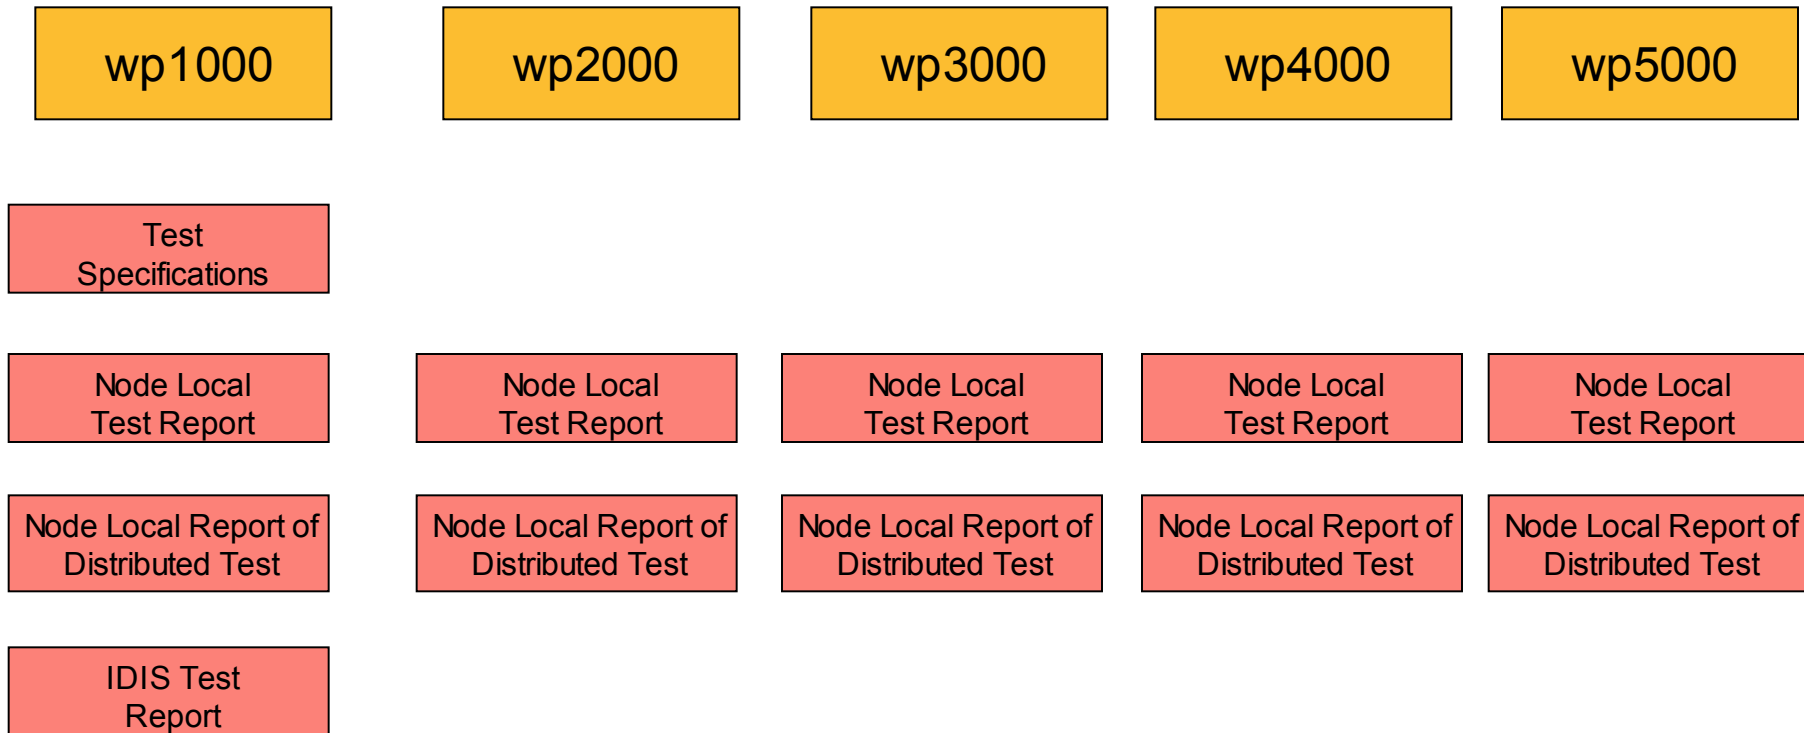 wp1000
wp2000
wp3000
wp4000
wp5000
Test
Specifications
Node Local
Test Report
Node Local
Test Report
Node Local
Test Report
Node Local
Test Report
Node Local
Test Report
Node Local Report of
Distributed Test
Node Local Report of
Distributed Test
Node Local Report of
Distributed Test
Node Local Report of
Distributed Test
Node Local Report of
Distributed Test
IDIS Test
Report